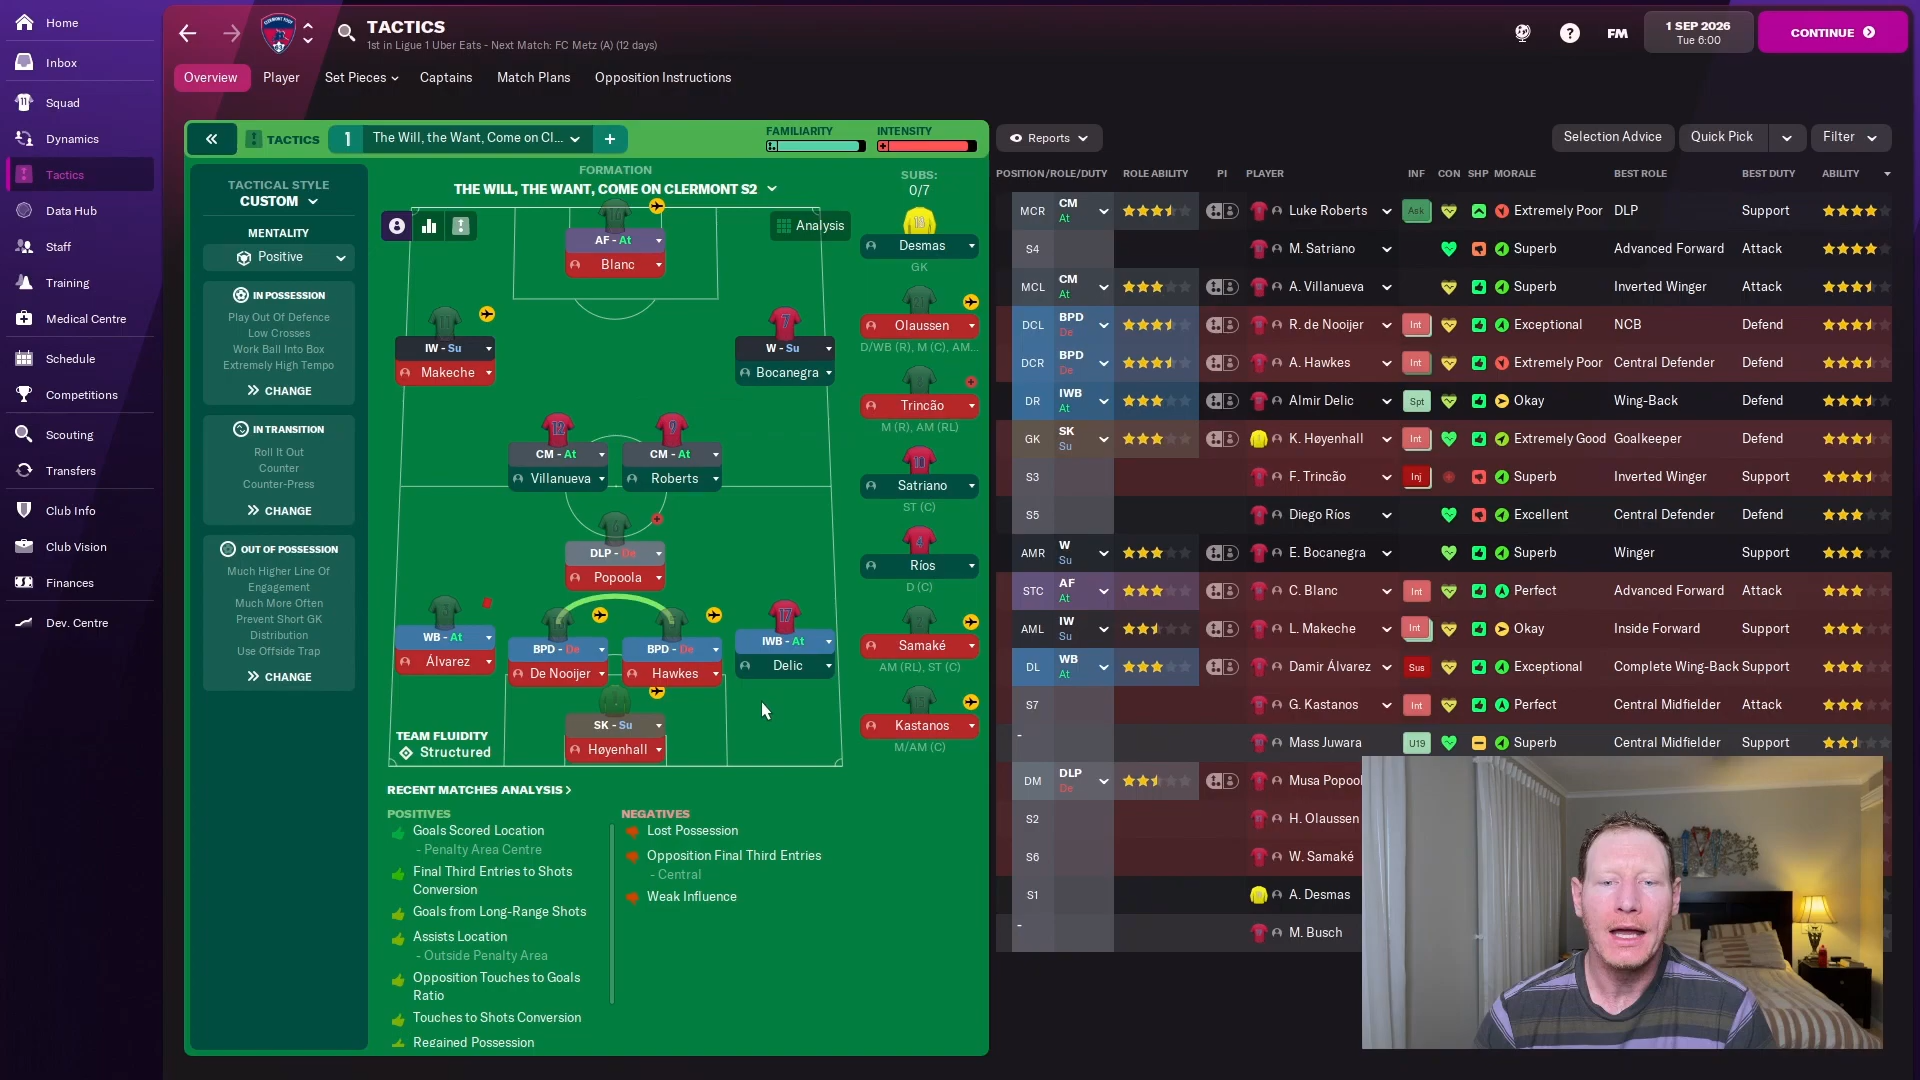 Home
Inbox
Squad
Dynamics
Tactics
Data Hub
Staff
Training
Medical Centre
Schedule
Competitions
Scouting
Transfers
Club Info
Club Vision
Finances
Dev. Centre
TACTICS
1st in Ligue 1 Uber Eats - Next Match: FC Metz (A) (12 days)
FM
1 SEP 2026
Tue 6:00
CONTINUE
Overview
Player
Set Pieces
Captains
Match Plans
Opposition Instructions
TACTICS
1
The Will, the Want, Come on Cl...
FAMILIARITY
INTENSITY
TACTICAL STYLE
CUSTOM
MENTALITY
Positive
IN POSSESSION
Play Out Of Defence
Low Crosses
Work Ball Into Box
Extremely High Tempo
CHANGE
IN TRANSITION
Roll It Out
Counter
Counter-Press
CHANGE
OUT OF POSSESSION
Much Higher Line Of
Engagement
Much More Often
Prevent Short GK
Distribution
Use Offside Trap
CHANGE
FORMATION
THE WILL, THE WANT, COME ON CLERMONT S2
Analysis
AF - At
Blanc
IW - Su
Makeche
7
W - Su
Bocanegra
12
CM - At
Villanueva
CM - At
Roberts
DLP - De
Popoola
WB - At
Álvarez
BPD - De
De Nooijer
BPD - De
Hawkes
17
IWB - At
Delic
SK - Su
Høyenhall
TEAM FLUIDITY
Structured
SUBS:
0/7
Desmas
GK
Olaussen
D/WB (R), M (C), AM...
Trincão
M (R), AM (RL)
10
Satriano
ST (C)
4
Ríos
D (C)
Samaké
AM (RL), ST (C)
Kastanos
M/AM (C)
RECENT MATCHES ANALYSIS
POSITIVES
Goals Scored Location
- Penalty Area Centre
Final Third Entries to Shots
Conversion
Goals from Long-Range Shots
Assists Location
- Outside Penalty Area
Opposition Touches to Goals
Ratio
Touches to Shots Conversion
Regained Possession
NEGATIVES
Lost Possession
Opposition Final Third Entries
- Central
Weak Influence
Reports
Selection Advice
Quick Pick
Filter
POSITION/ROLE/DUTY ROLE ABILITY PI PLAYER INF CON SHP MORALE BEST ROLE BEST DUTY ABILITY
MCR CM At Luke Roberts Ask Extremely Poor DLP Support
S4 M. Satriano Superb Advanced Forward Attack
MCL CM At A. Villanueva Superb Inverted Winger Attack
DCL BPD De R. de Nooijer Int Exceptional NCB Defend
DCR BPD De A. Hawkes Int Extremely Poor Central Defender Defend
DR IWB At Almir Delic Spt Okay Wing-Back Defend
GK SK Su K. Høyenhall Int Extremely Good Goalkeeper Defend
S3 F. Trincão Inj Superb Inverted Winger Support
S5 Diego Ríos Excellent Central Defender Defend
AMR W Su E. Bocanegra Superb Winger Support
STC AF At C. Blanc Int Perfect Advanced Forward Attack
AML IW Su L. Makeche Int Okay Inside Forward Support
DL WB At Damir Álvarez Sus Exceptional Complete Wing-Back Support
S7 G. Kastanos Int Perfect Central Midfielder Attack
- Mass Juwara U19 Superb Central Midfielder Support
DM DLP De Musa Popool
S2 H. Olaussen
S6 W. Samaké
S1 A. Desmas
- M. Busch